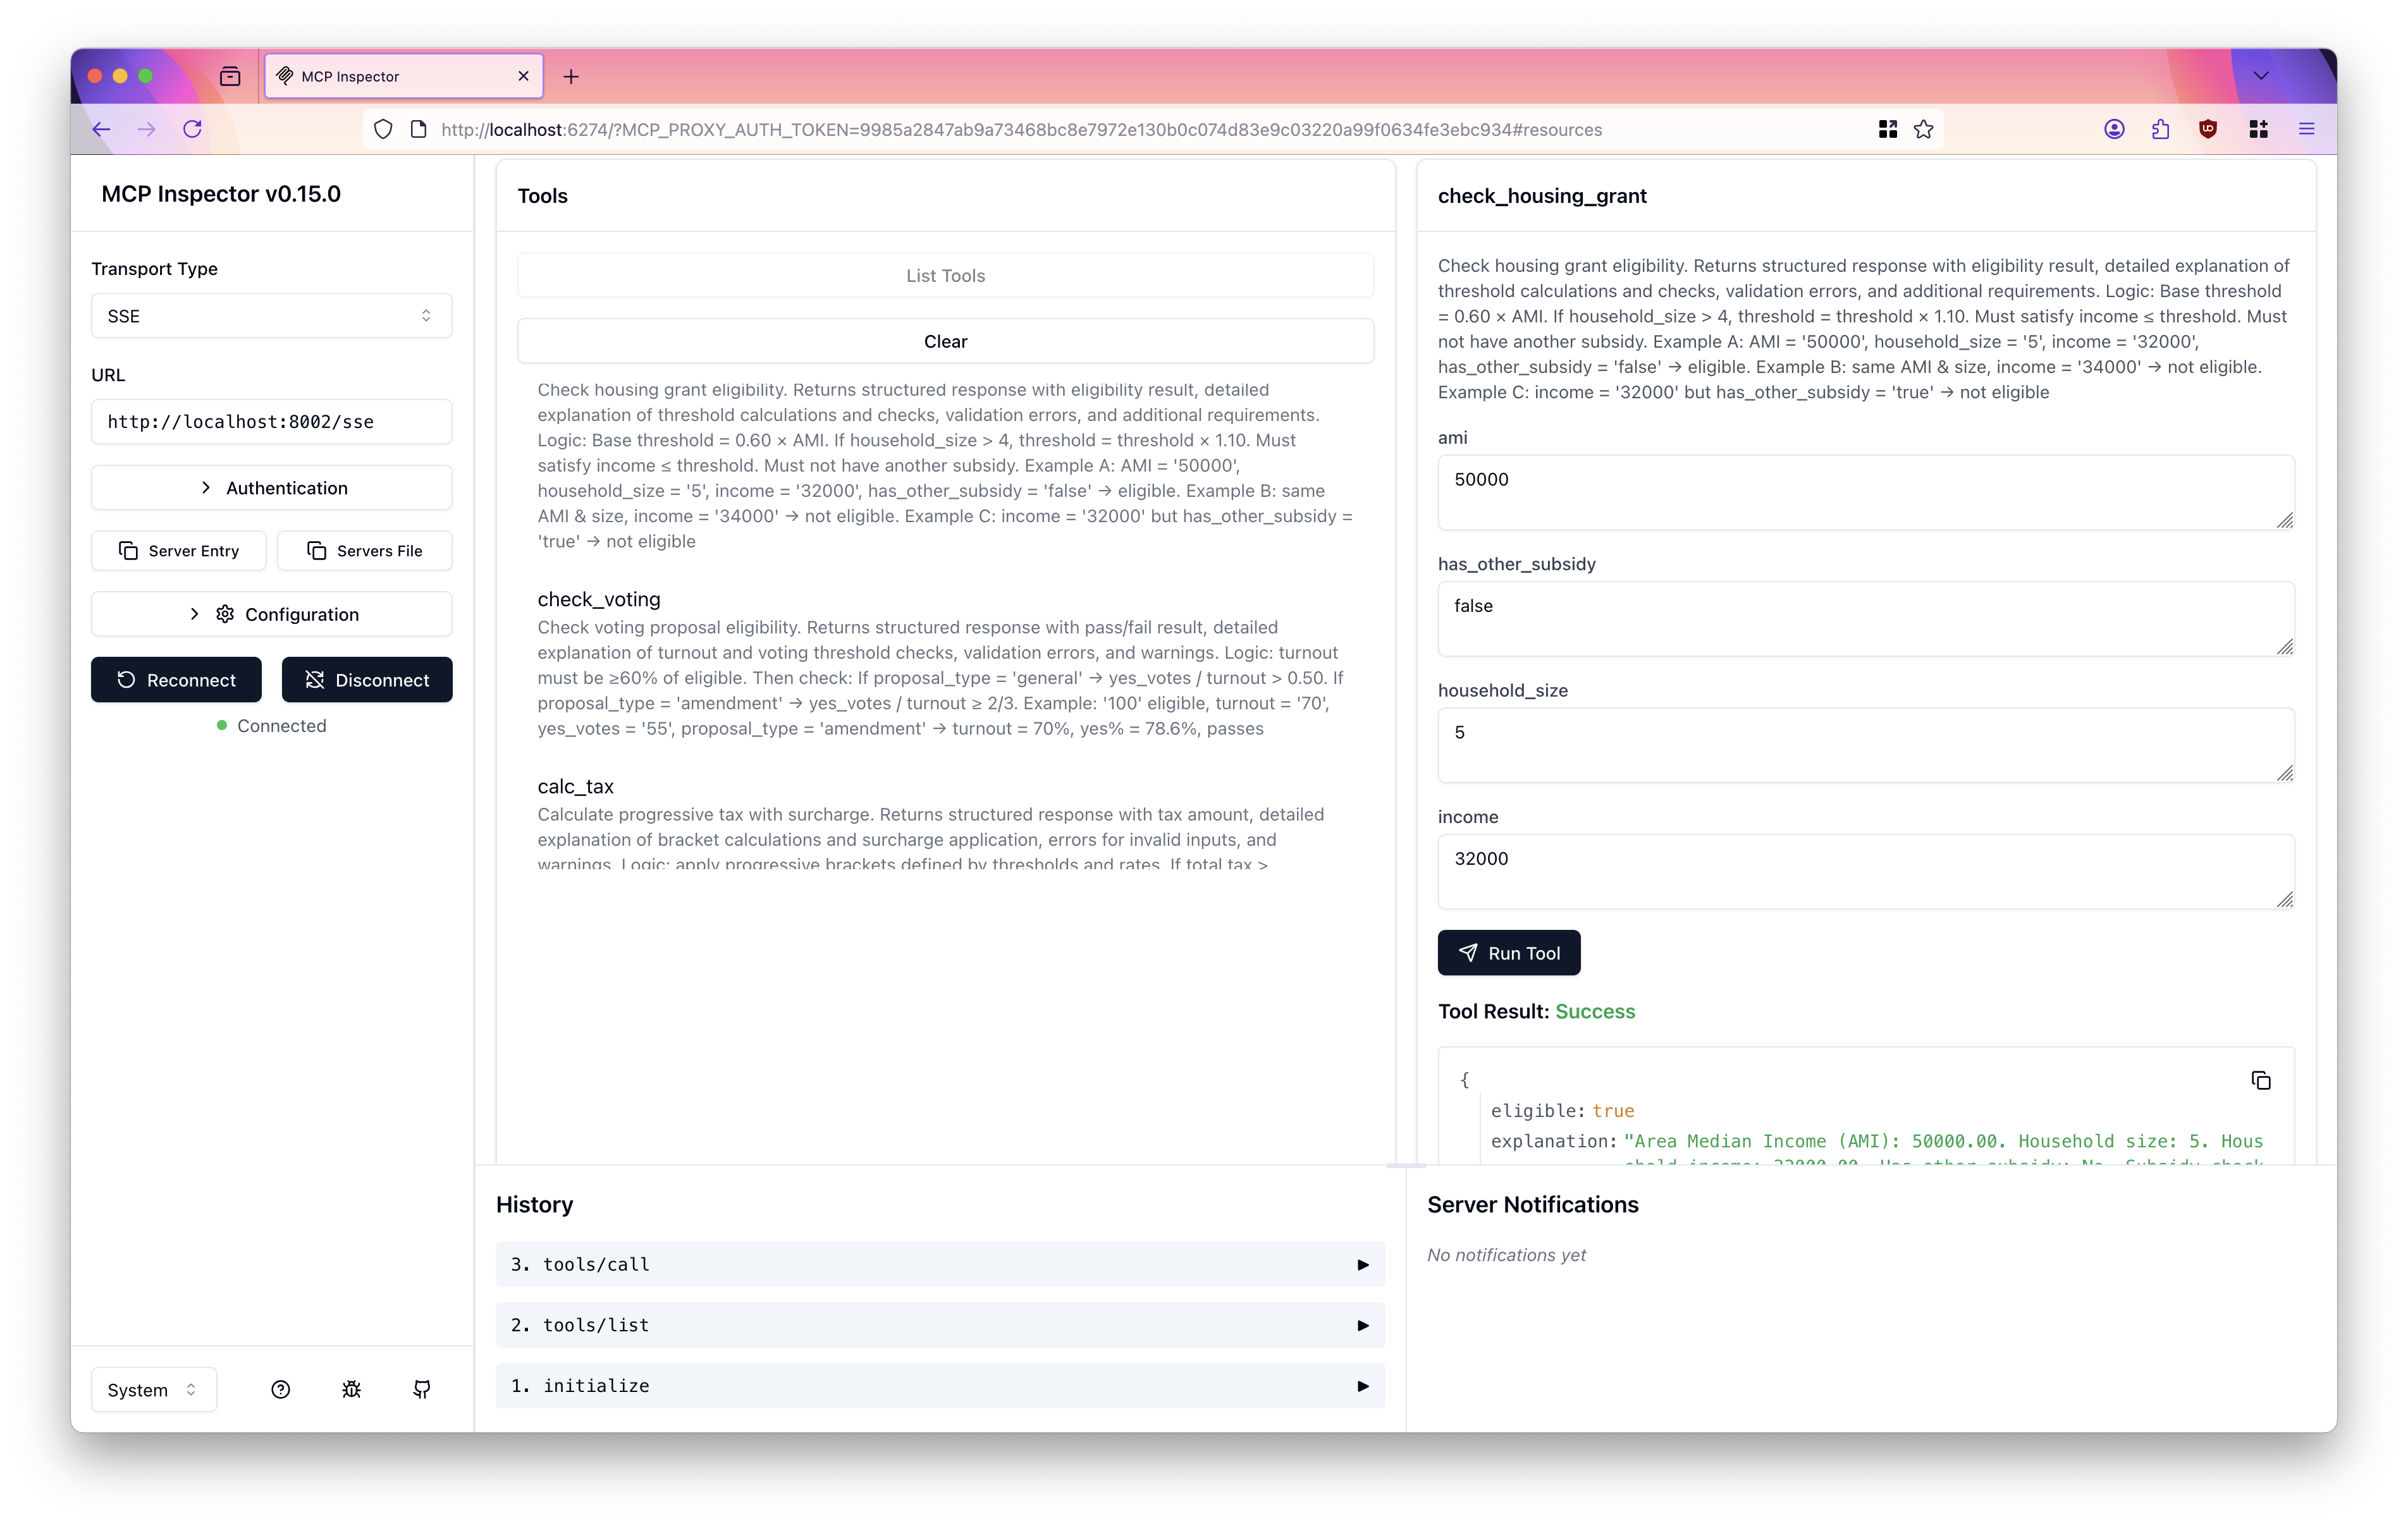 MCP Inspector
http://localhost:6274/?MCP_PROXY_AUTH_TOKEN=9985a2847ab9a73468bc8e7972e130b0c074d83e9c03220a99f0634fe3ebc934#resources
MCP Inspector v0.15.0
Transport Type
SSE
URL
http://localhost:8002/sse
Authentication
Server Entry
Servers File
Configuration
Reconnect
Disconnect
Connected
System
Tools
List Tools
Clear
Check housing grant eligibility. Returns structured response with eligibility result, detailed
explanation of threshold calculations and checks, validation errors, and additional requirements.
Logic: Base threshold = 0.60 × AMI. If household_size > 4, threshold = threshold × 1.10. Must
satisfy income ≤ threshold. Must not have another subsidy. Example A: AMI = '50000',
household_size = '5', income = '32000', has_other_subsidy = 'false' → eligible. Example B: same
AMI & size, income = '34000' → not eligible. Example C: income = '32000' but has_other_subsidy =
'true' → not eligible
check_voting
Check voting proposal eligibility. Returns structured response with pass/fail result, detailed
explanation of turnout and voting threshold checks, validation errors, and warnings. Logic: turnout
must be ≥60% of eligible. Then check: If proposal_type = 'general' → yes_votes / turnout > 0.50. If
proposal_type = 'amendment' → yes_votes / turnout ≥ 2/3. Example: '100' eligible, turnout = '70',
yes_votes = '55', proposal_type = 'amendment' → turnout = 70%, yes% = 78.6%, passes
calc_tax
Calculate progressive tax with surcharge. Returns structured response with tax amount, detailed
explanation of bracket calculations and surcharge application, errors for invalid inputs, and
warnings. Logic: apply progressive brackets defined by thresholds and rates. If total tax >
check_housing_grant
Check housing grant eligibility. Returns structured response with eligibility result, detailed explanation of
threshold calculations and checks, validation errors, and additional requirements. Logic: Base threshold
= 0.60 × AMI. If household_size > 4, threshold = threshold × 1.10. Must satisfy income ≤ threshold. Must
not have another subsidy. Example A: AMI = '50000', household_size = '5', income = '32000',
has_other_subsidy = 'false' → eligible. Example B: same AMI & size, income = '34000' → not eligible.
Example C: income = '32000' but has_other_subsidy = 'true' → not eligible
ami
50000
has_other_subsidy
false
household_size
5
income
32000
Run Tool
Tool Result: Success
{
eligible: true
explanation: "Area Median Income (AMI): 50000.00. Household size: 5. Hous
ehold income: 32000.00. Has other subsidy: No. Subsidy check
History
3. tools/call
2. tools/list
1. initialize
Server Notifications
No notifications yet